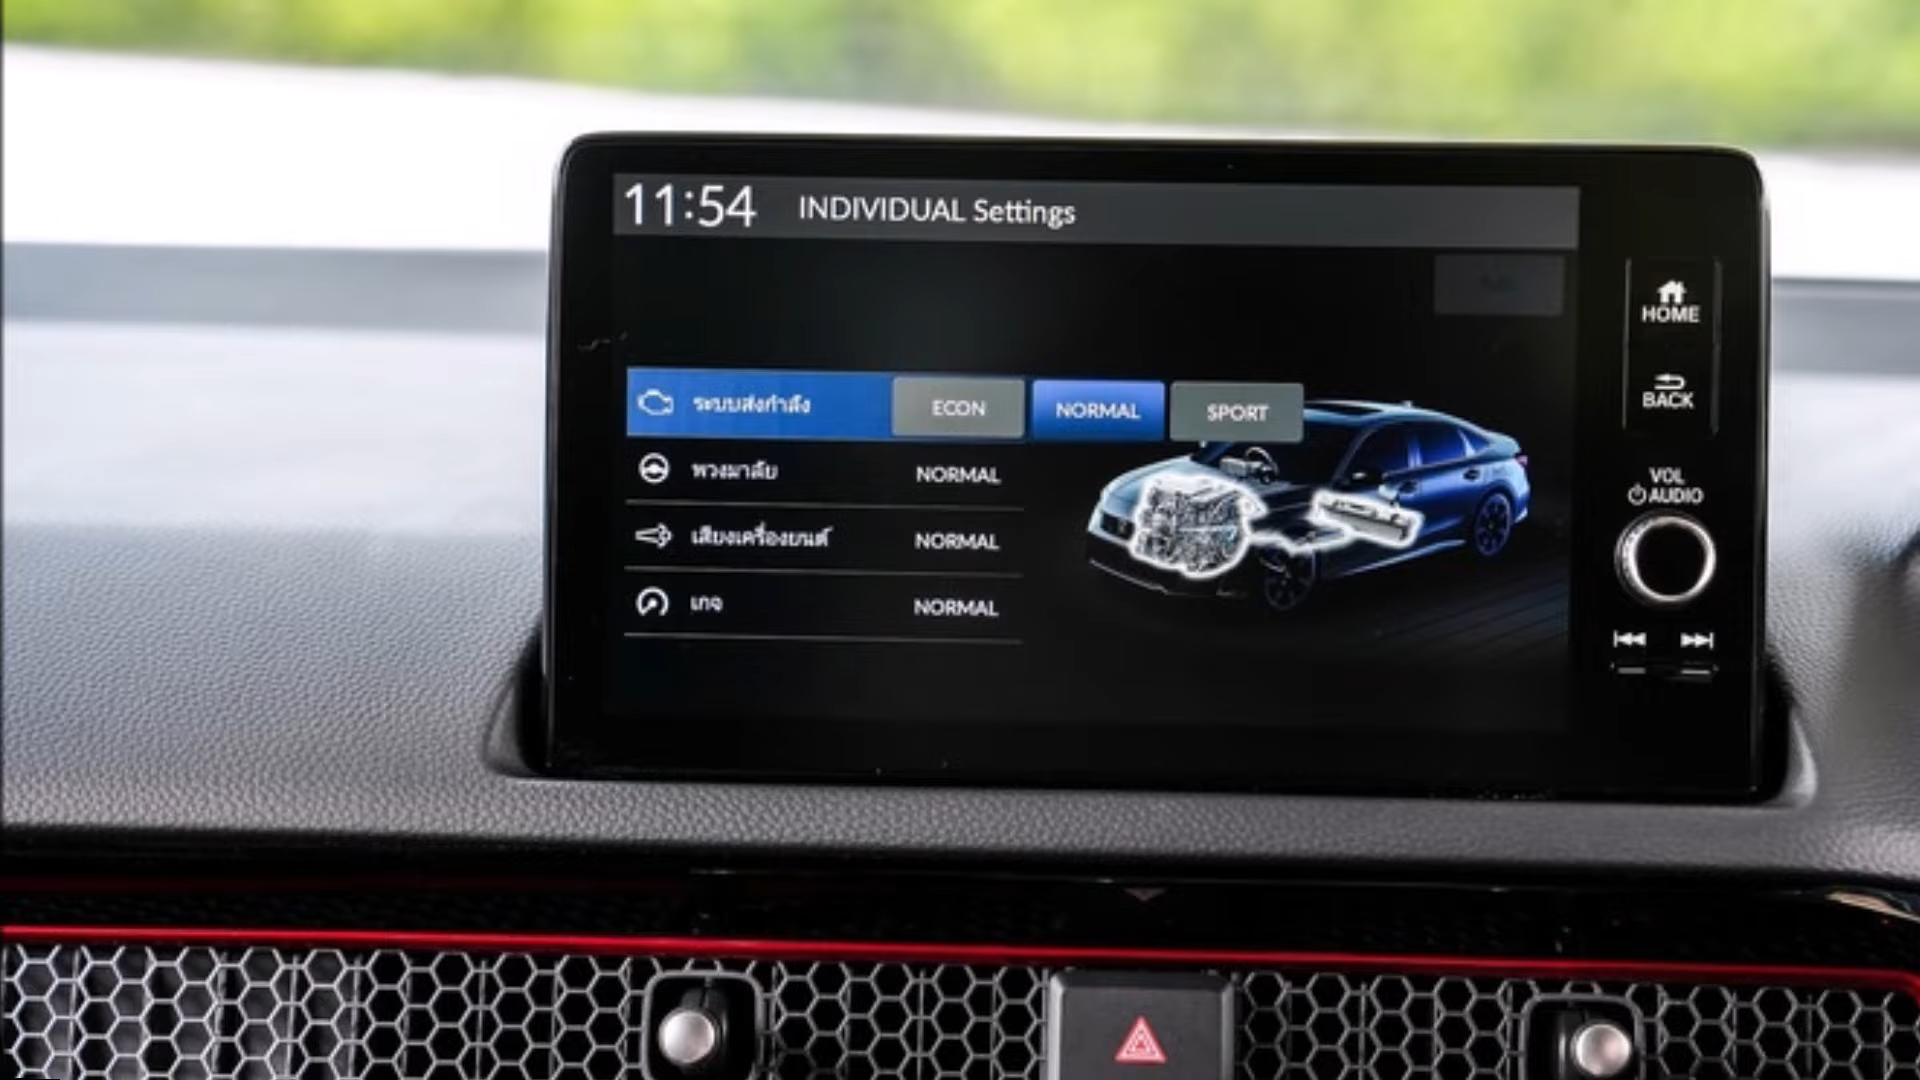 11:54 INDIVIDUAL Settings
HOME
BACK
ระบบส่งกำลัง ECON NORMAL SPORT
พวงมาลัย NORMAL
เสียงเครื่องยนต์ NORMAL
เกจ NORMAL
VOL
AUDIO